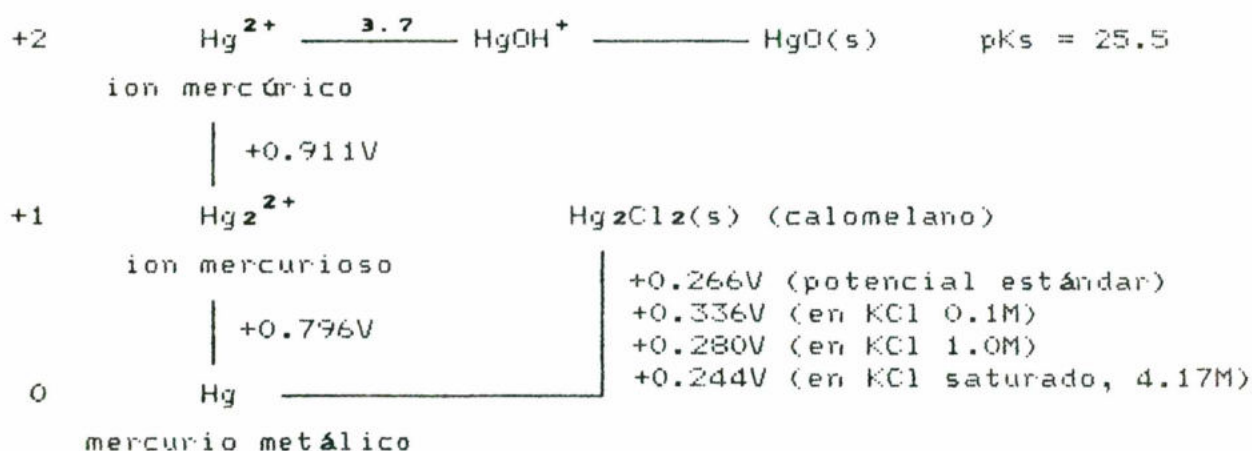 +2 Hg2+ 3.7 HgOH+ HgO(s) pKs = 25.5
ion mercúrico
+0.911V
+1 Hg2 2+ Hg2Cl2(s) (calomelano)
ion mercurioso
+0.266V (potencial estándar)
+0.796V +0.336V (en KCl 0.1M)
+0.280V (en KCl 1.0M)
0 Hg +0.244V (en KCl saturado, 4.17M)
mercurio metálico